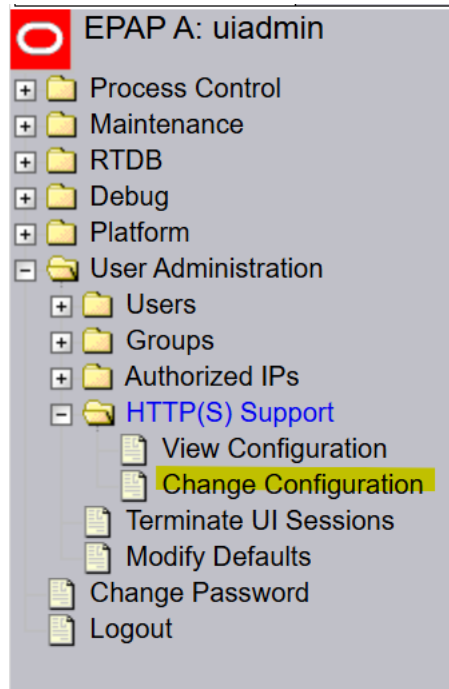 EPAP A: uiadmin
Process Control
Maintenance
RTDB
Debug
Platform
User Administration
Users
Groups
Authorized IPs
HTTP(S) Support
View Configuration
Change Configuration
Terminate UI Sessions
Modify Defaults
Change Password
Logout